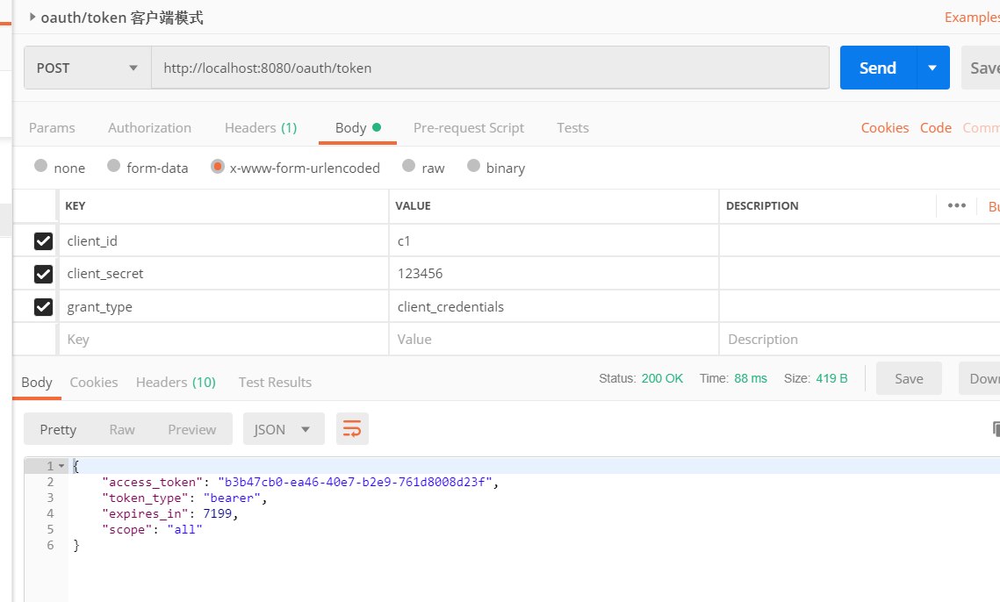 oauth/token 客户端模式 Examples
POST http://localhost:8080/oauth/token Send Save
Params Authorization Headers (1) Body Pre-request Script Tests Cookies Code Comm
none form-data x-www-form-urlencoded raw binary
KEY VALUE DESCRIPTION ••• Bu
client_id c1
client_secret 123456
grant_type client_credentials
Key Value Description
Body Cookies Headers (10) Test Results Status: 200 OK Time: 88 ms Size: 419 B Save Down
Pretty Raw Preview JSON
1 {
2 "access_token": "b3b47cb0-ea46-40e7-b2e9-761d8008d23f",
3 "token_type": "bearer",
4 "expires_in": 7199,
5 "scope": "all"
6 }